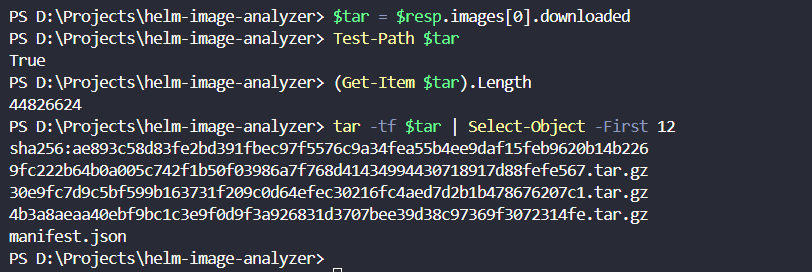 PS D:\Projects\helm-image-analyzer> $tar = $resp.images[0].downloaded
PS D:\Projects\helm-image-analyzer> Test-Path $tar
True
PS D:\Projects\helm-image-analyzer> (Get-Item $tar).Length
44826624
PS D:\Projects\helm-image-analyzer> tar -tf $tar | Select-Object -First 12
sha256:ae893c58d83fe2bd391fbec97f5576c9a34fea55b4ee9daf15feb9620b14b226
9fc222b64b0a005c742f1b50f03986a7f768d41434994430718917d88fefe567.tar.gz
30e9fc7d9c5bf599b163731f209c0d64efec30216fc4aed7d2b1b478676207c1.tar.gz
4b3a8aeaa40ebf9bc1c3e9f0d9f3a926831d3707bee39d38c97369f3072314fe.tar.gz
manifest.json
PS D:\Projects\helm-image-analyzer>